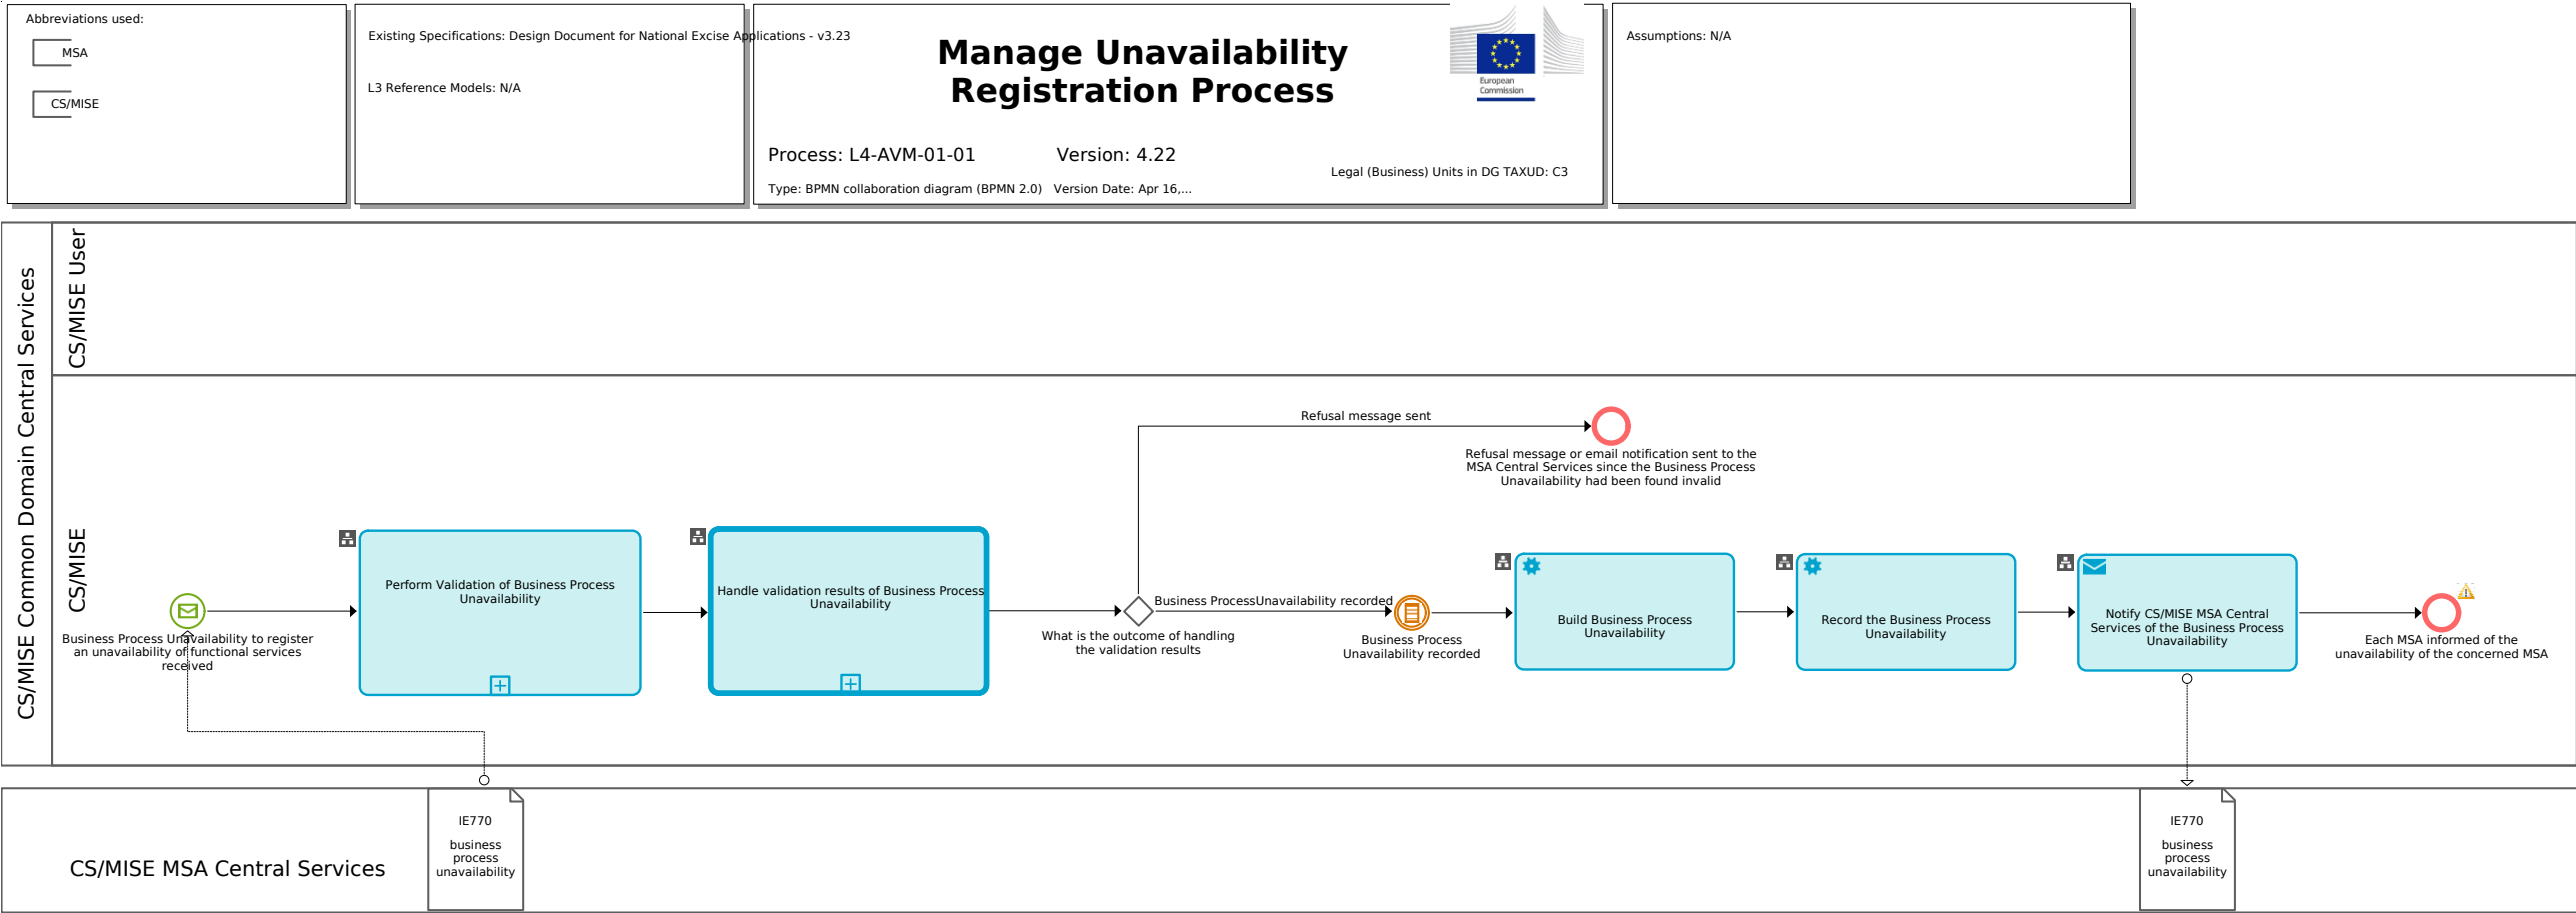 Abbreviations used:
MSA
CS/MISE
Existing Specifications: Design Document for National Excise Applications - v3.23
L3 Reference Models: N/A
Manage Unavailability
Registration Process
European
Commission
Process: L4-AVM-01-01
Version: 4.22
Legal (Business) Units in DG TAXUD: C3
Type: BPMN collaboration diagram (BPMN 2.0)
Version Date: Apr 16,...
Assumptions: N/A
CS/MISE Common Domain Central Services
CS/MISE User
CS/MISE
Business Process Unavailability to register
an unavailability of functional services
received
Perform Validation of Business Process
Unavailability
Handle validation results of Business Process
Unavailability
What is the outcome of handling
the validation results
Refusal message sent
Refusal message or email notification sent to the
MSA Central Services since the Business Process
Unavailability had been found invalid
Business ProcessUnavailability recorded
Business Process
Unavailability recorded
Build Business Process
Unavailability
Record the Business Process
Unavailability
Notify CS/MISE MSA Central
Services of the Business Process
Unavailability
Each MSA informed of the
unavailability of the concerned MSA
CS/MISE MSA Central Services
IE770
business
process
unavailability
IE770
business
process
unavailability